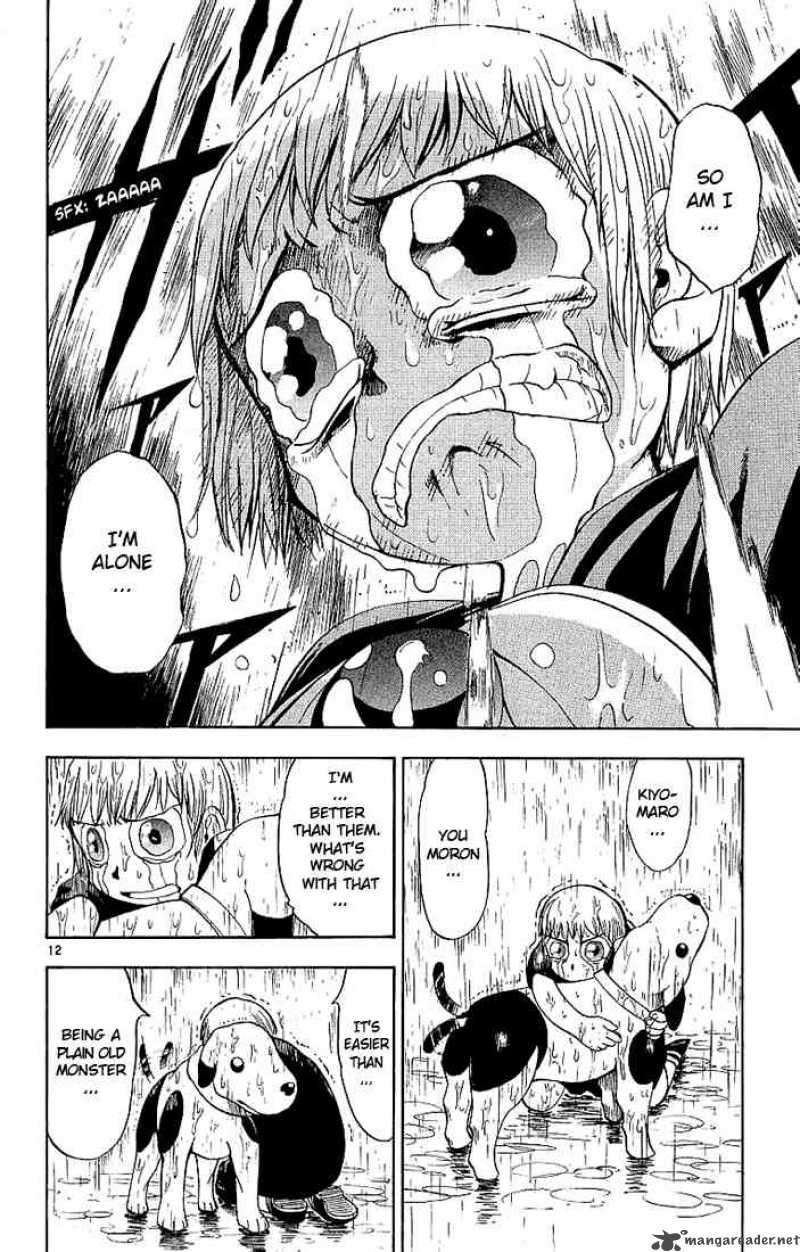 SO
AM I
...
SFX: ZAAAAA
I'M
ALONE
...
KIYO-
MARO
...
YOU
MORON
...
I'M
...
BETTER
THAN THEM.
WHAT'S
WRONG
WITH THAT
...
12
IT'S
EASIER
THAN
...
BEING A
PLAIN OLD
MONSTER
...
mangareader.net